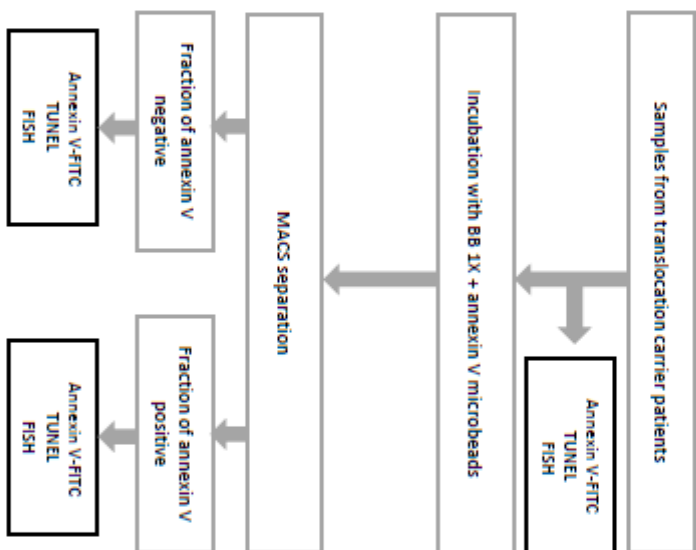 Samples from translocation carrier patients
Annexin V-FITC
TUNEL
FISH
Incubation with BB 1X + annexin V microbeads
MACS separation
Fraction of annexin V
negative
Fraction of annexin V
positive
Annexin V-FITC
TUNEL
FISH
Annexin V-FITC
TUNEL
FISH